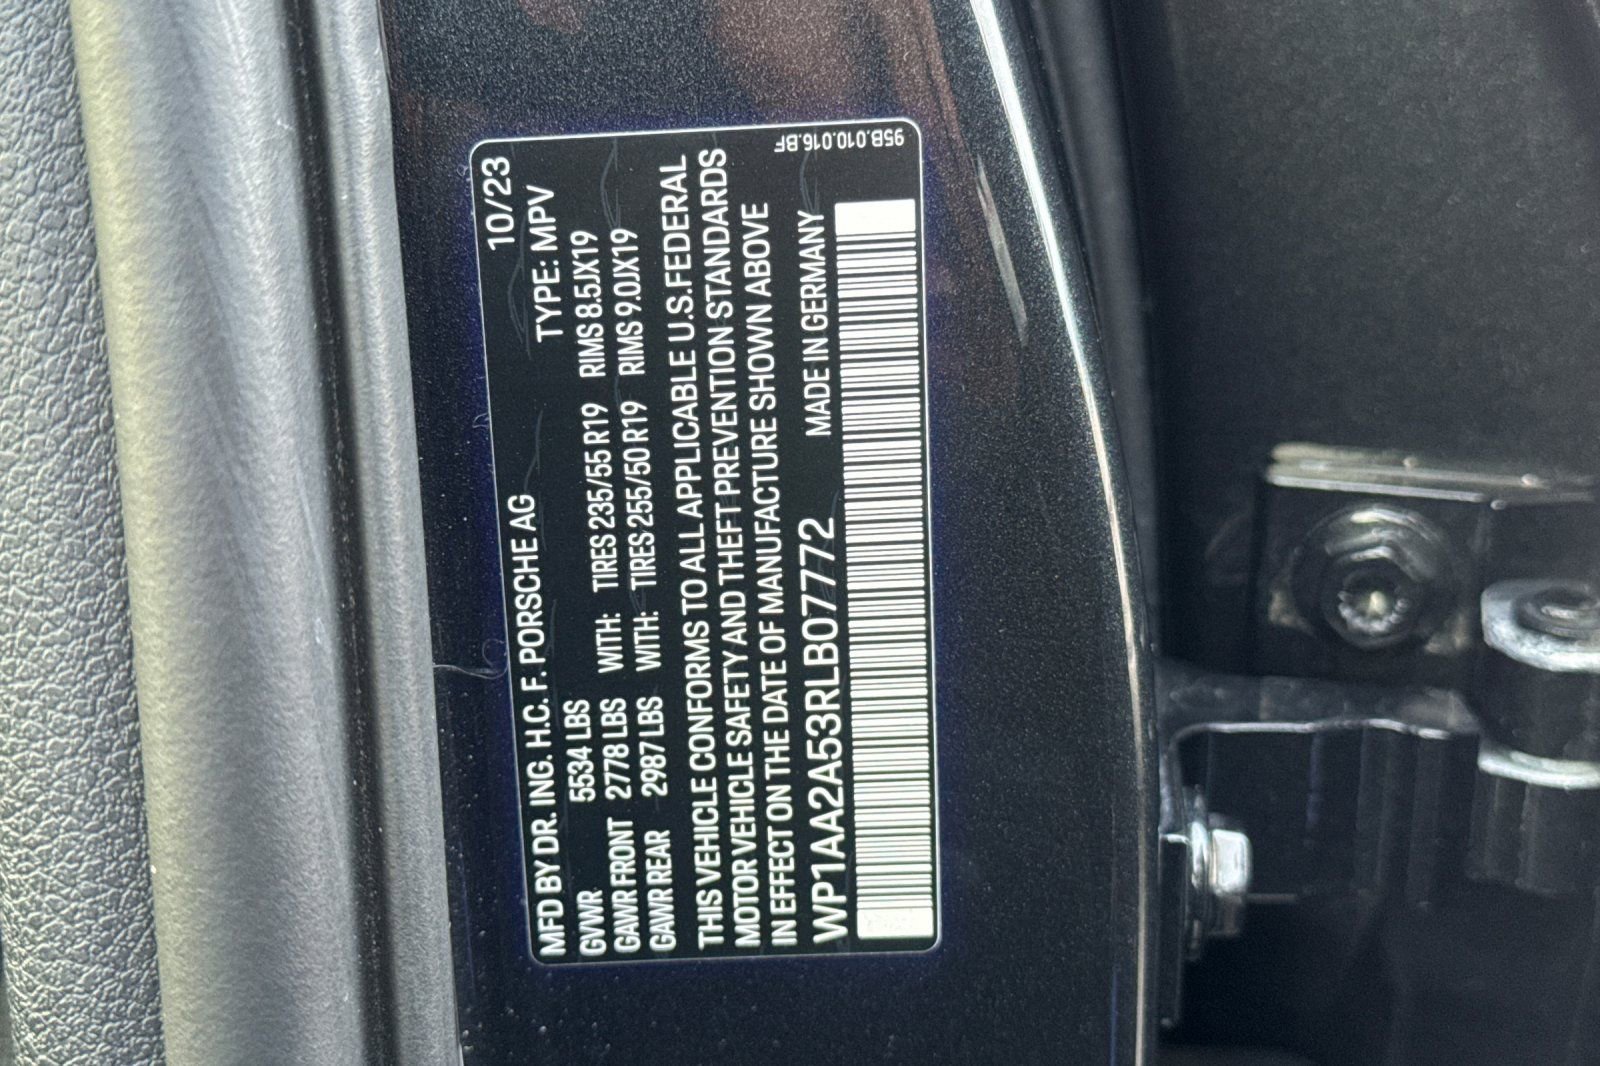 10/23
MFD BY DR. ING. H.C. F. PORSCHE AG TYPE: MPV
GVWR 5534 LBS
GAWR FRONT 2778 LBS WITH: TIRES 235/55 R19 RIMS 8.5JX19
GAWR REAR 2987 LBS WITH: TIRES 255/50 R19 RIMS 9.0JX19
THIS VEHICLE CONFORMS TO ALL APPLICABLE U.S. FEDERAL
MOTOR VEHICLE SAFETY AND THEFT PREVENTION STANDARDS
IN EFFECT ON THE DATE OF MANUFACTURE SHOWN ABOVE
WP1AA2A53RLB07772 MADE IN GERMANY
95B.010.016.BF